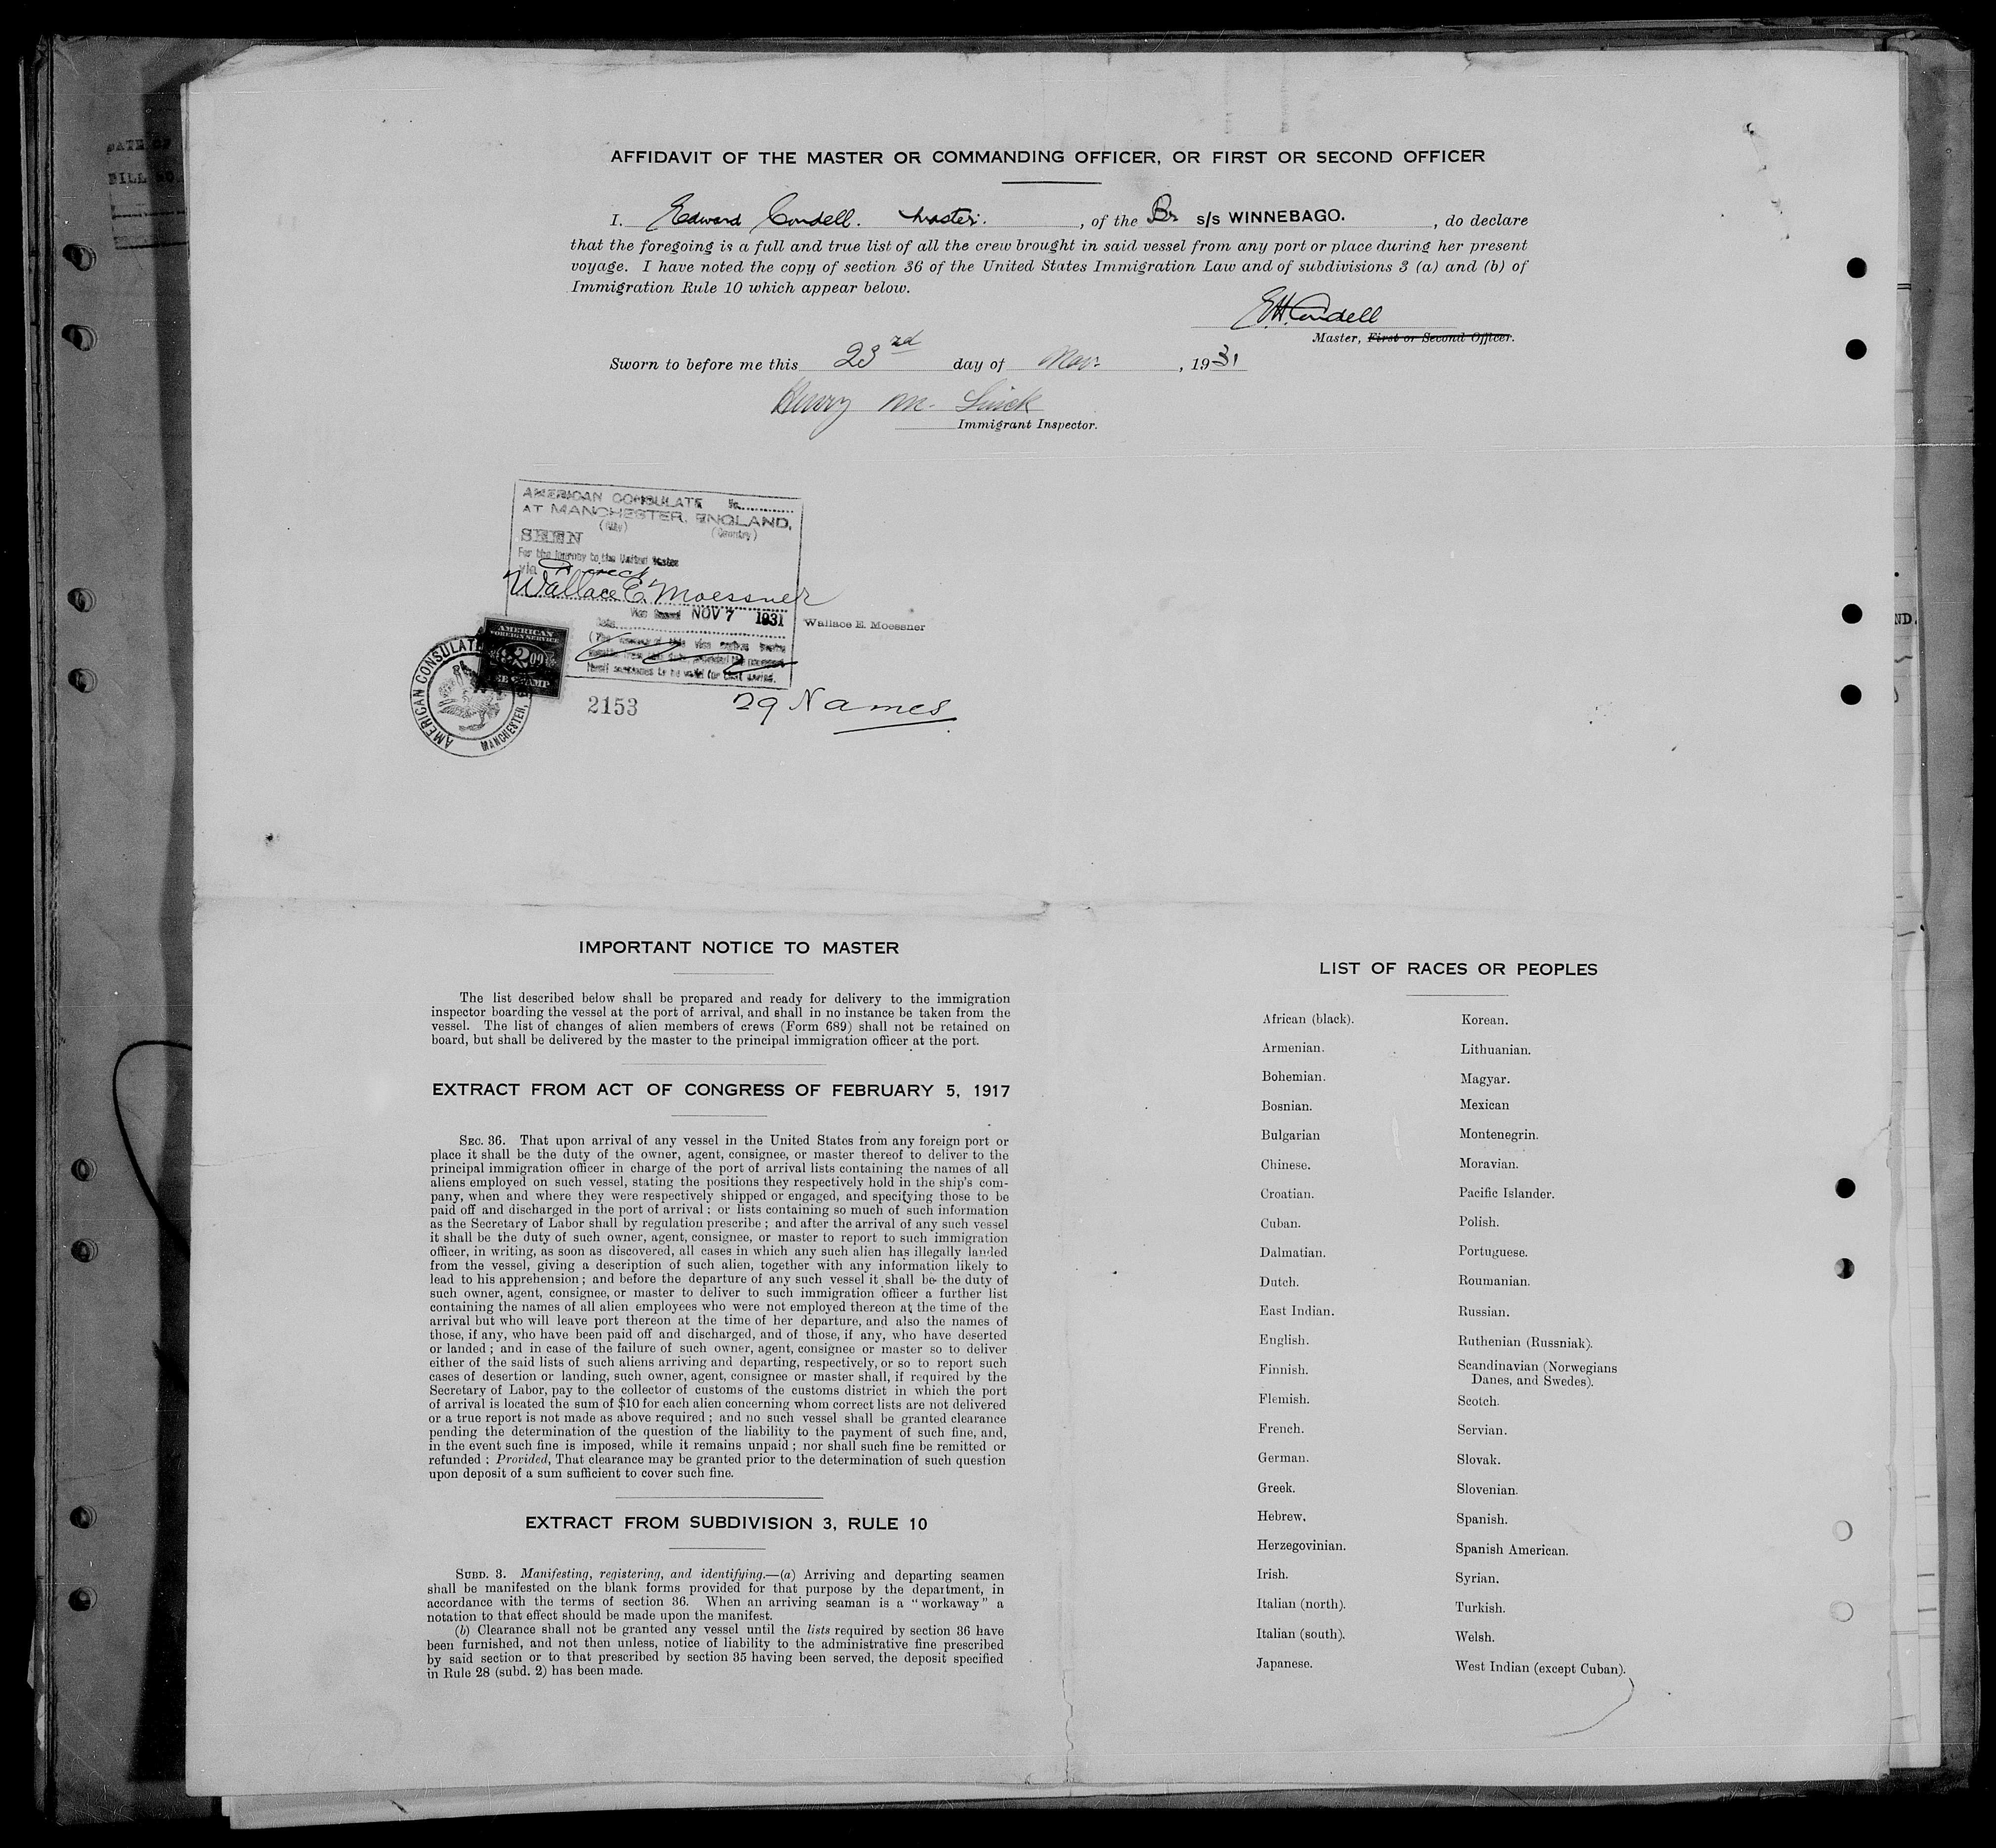 AFFIDAVIT OF THE MASTER OR COMMANDING OFFICER, OR FIRST OR SECOND OFFICER
I, Edward Condell. Master. , of the Br s/s WINNEBAGO. , do declare
that the foregoing is a full and true list of all the crew brought in said vessel from any port or place during her present
voyage. I have noted the copy of section 36 of the United States Immigration Law and of subdivisions 3 (a) and (b) of
Immigration Rule 10 which appear below.
E.H. Condell
Master, First or Second Officer.
Sworn to before me this 23rd day of Nov. , 1931
Henry M.
Immigrant Inspector.
AMERICAN CONSULATE No.
AT MANCHESTER, ENGLAND,
(City) (Country)
SEEN
For the journey to the United States
via
Wallace E. Moessner
NOV 7 1931
Wallace E. Moessner
Date
AMERICAN
FOREIGN SERVICE
AMERICAN CONSULATE
MANCHESTER,
2153
29 Names
DATE OF
BILL NO.
ND.
IMPORTANT NOTICE TO MASTER
The list described below shall be prepared and ready for delivery to the immigration
inspector boarding the vessel at the port of arrival, and shall in no instance be taken from the
vessel. The list of changes of alien members of crews (Form 689) shall not be retained on
board, but shall be delivered by the master to the principal immigration officer at the port.
EXTRACT FROM ACT OF CONGRESS OF FEBRUARY 5, 1917
SEC. 36. That upon arrival of any vessel in the United States from any foreign port or
place it shall be the duty of the owner, agent, consignee, or master thereof to deliver to the
principal immigration officer in charge of the port of arrival lists containing the names of all
aliens employed on such vessel, stating the positions they respectively hold in the ship's com-
pany, when and where they were respectively shipped or engaged, and specifying those to be
paid off and discharged in the port of arrival; or lists containing so much of such information
as the Secretary of Labor shall by regulation prescribe; and after the arrival of any such vessel
it shall be the duty of such owner, agent, consignee, or master to report to such immigration
officer, in writing, as soon as discovered, all cases in which any such alien has illegally landed
from the vessel, giving a description of such alien, together with any information likely to
lead to his apprehension; and before the departure of any such vessel it shall be the duty of
such owner, agent, consignee, or master to deliver to such immigration officer a further list
containing the names of all alien employees who were not employed thereon at the time of the
arrival but who will leave port thereon at the time of her departure, and also the names of
those, if any, who have been paid off and discharged, and of those, if any, who have deserted
or landed; and in case of the failure of such owner, agent, consignee or master so to deliver
either of the said lists of such aliens arriving and departing, respectively, or so to report such
cases of desertion or landing, such owner, agent, consignee or master shall, if required by the
Secretary of Labor, pay to the collector of customs of the customs district in which the port
of arrival is located the sum of $10 for each alien concerning whom correct lists are not delivered
or a true report is not made as above required; and no such vessel shall be granted clearance
pending the determination of the question of the liability to the payment of such fine, and,
in the event such fine is imposed, while it remains unpaid; nor shall such fine be remitted or
refunded: Provided, That clearance may be granted prior to the determination of such question
upon deposit of a sum sufficient to cover such fine.
EXTRACT FROM SUBDIVISION 3, RULE 10
SUBD. 3. Manifesting, registering, and identifying.—(a) Arriving and departing seamen
shall be manifested on the blank forms provided for that purpose by the department, in
accordance with the terms of section 36. When an arriving seaman is a "workaway" a
notation to that effect should be made upon the manifest.
(b) Clearance shall not be granted any vessel until the lists required by section 36 have
been furnished, and not then unless, notice of liability to the administrative fine prescribed
by said section or to that prescribed by section 35 having been served, the deposit specified
in Rule 28 (subd. 2) has been made.
LIST OF RACES OR PEOPLES
African (black). Korean.
Armenian. Lithuanian.
Bohemian. Magyar.
Bosnian. Mexican
Bulgarian Montenegrin.
Chinese. Moravian.
Croatian. Pacific Islander.
Cuban. Polish.
Dalmatian. Portuguese.
Dutch. Roumanian.
East Indian. Russian.
English. Ruthenian (Russniak).
Finnish. Scandinavian (Norwegians
Danes, and Swedes).
Flemish. Scotch.
French. Servian.
German. Slovak.
Greek. Slovenian.
Hebrew. Spanish.
Herzegovinian. Spanish American.
Irish. Syrian.
Italian (north). Turkish.
Italian (south). Welsh.
Japanese. West Indian (except Cuban).